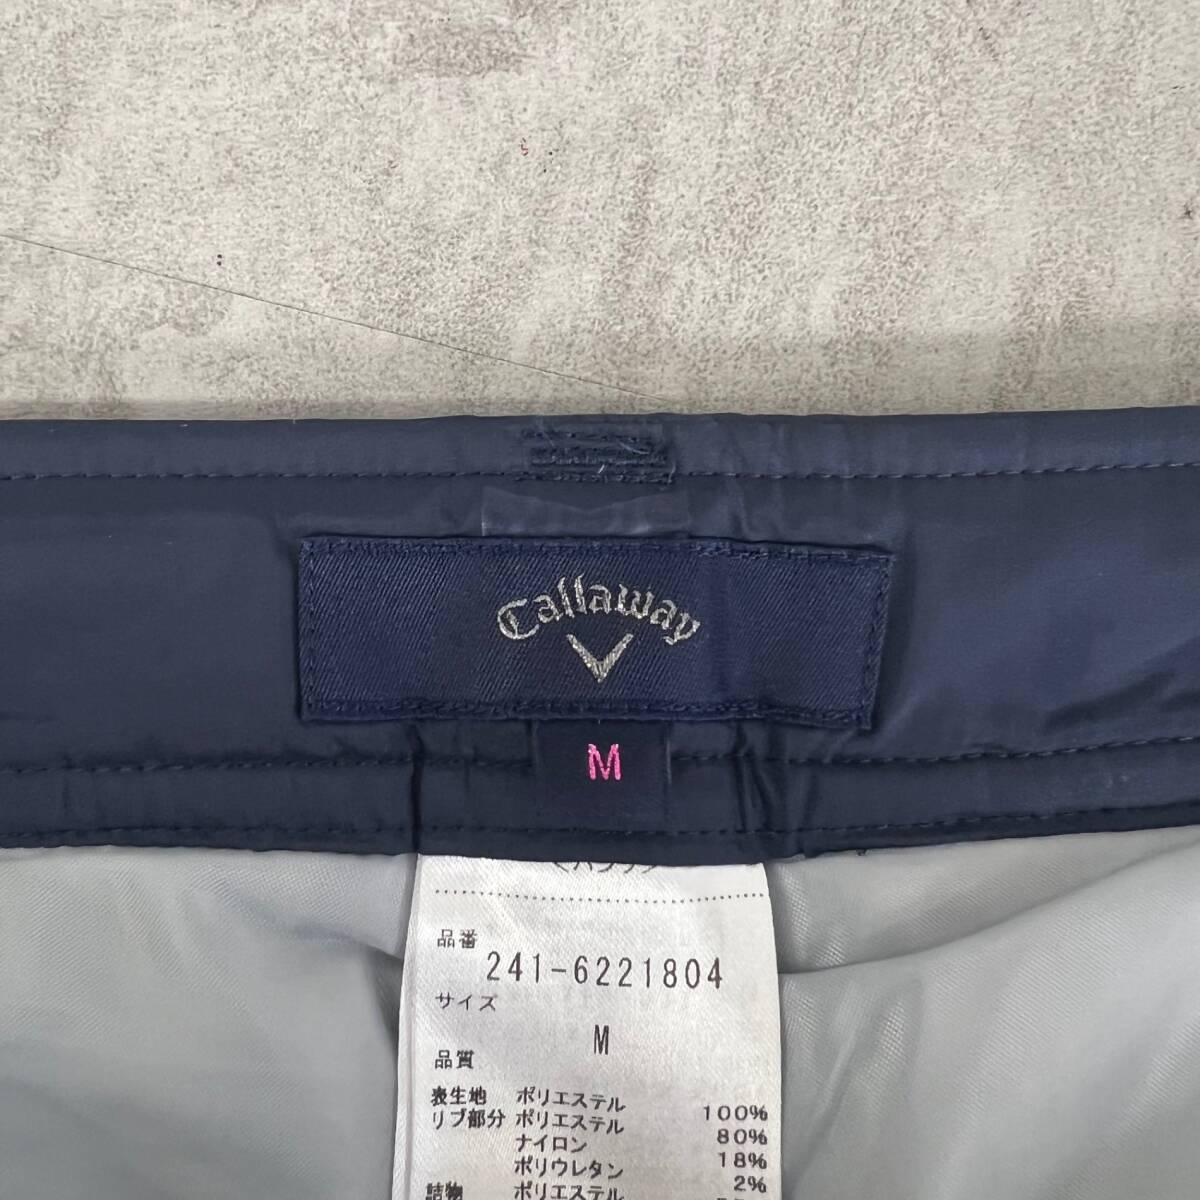 Callaway
M
品番
241-6221804
サイズ
M
品質
表生地 ポリエステル 100%
リブ部分 ポリエステル 80%
ナイロン 18%
ポリウレタン 2%
詰物 ポリエステル